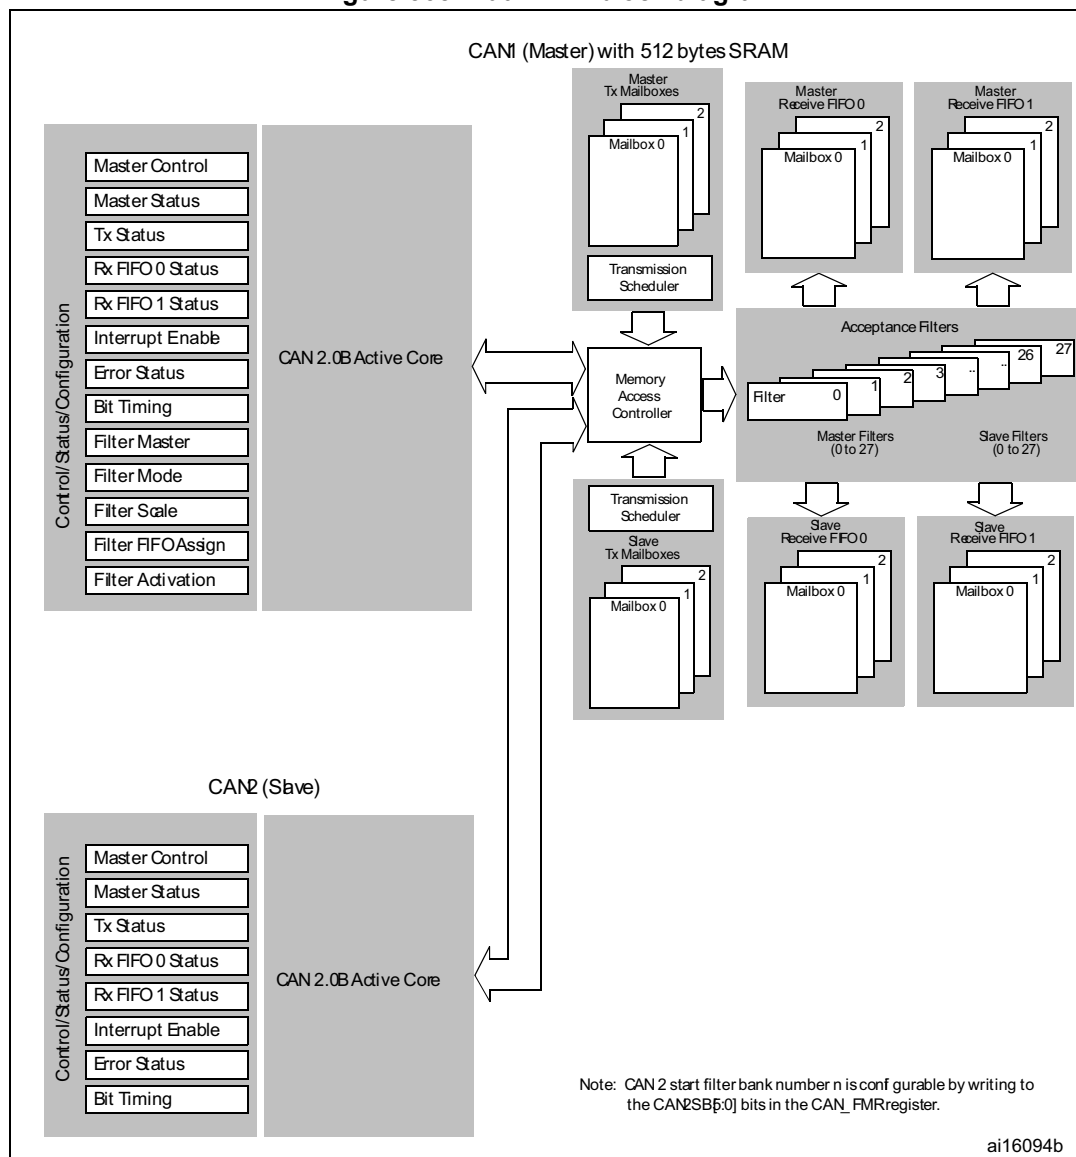 CAN1 (Master) with 512 bytes SRAM
Master
Tx Mailboxes
2
1
Mailbox 0
Transmission
Scheduler
Master
Receive FIFO 0
2
1
Mailbox 0
Master
Receive FIFO 1
2
1
Mailbox 0
Control/Status/Configuration
Master Control
Master Status
Tx Status
Rx FIFO 0 Status
Rx FIFO 1 Status
Interrupt Enable
Error Status
Bit Timing
Filter Master
Filter Mode
Filter Scale
Filter FIFO Assign
Filter Activation
CAN 2.0B Active Core
Memory
Access
Controller
Acceptance Filters
Filter 0
1
2
3
..
..
26
27
Master Filters
(0 to 27)
Slave Filters
(0 to 27)
Transmission
Scheduler
Slave
Tx Mailboxes
2
1
Mailbox 0
Slave
Receive FIFO 0
2
1
Mailbox 0
Slave
Receive FIFO 1
2
1
Mailbox 0
CAN2 (Slave)
Control/Status/Configuration
Master Control
Master Status
Tx Status
Rx FIFO 0 Status
Rx FIFO 1 Status
Interrupt Enable
Error Status
Bit Timing
CAN 2.0B Active Core
Note: CAN 2 start filter bank number n is configurable by writing to
the CAN2SB[5:0] bits in the CAN_FMR register.
ai16094b